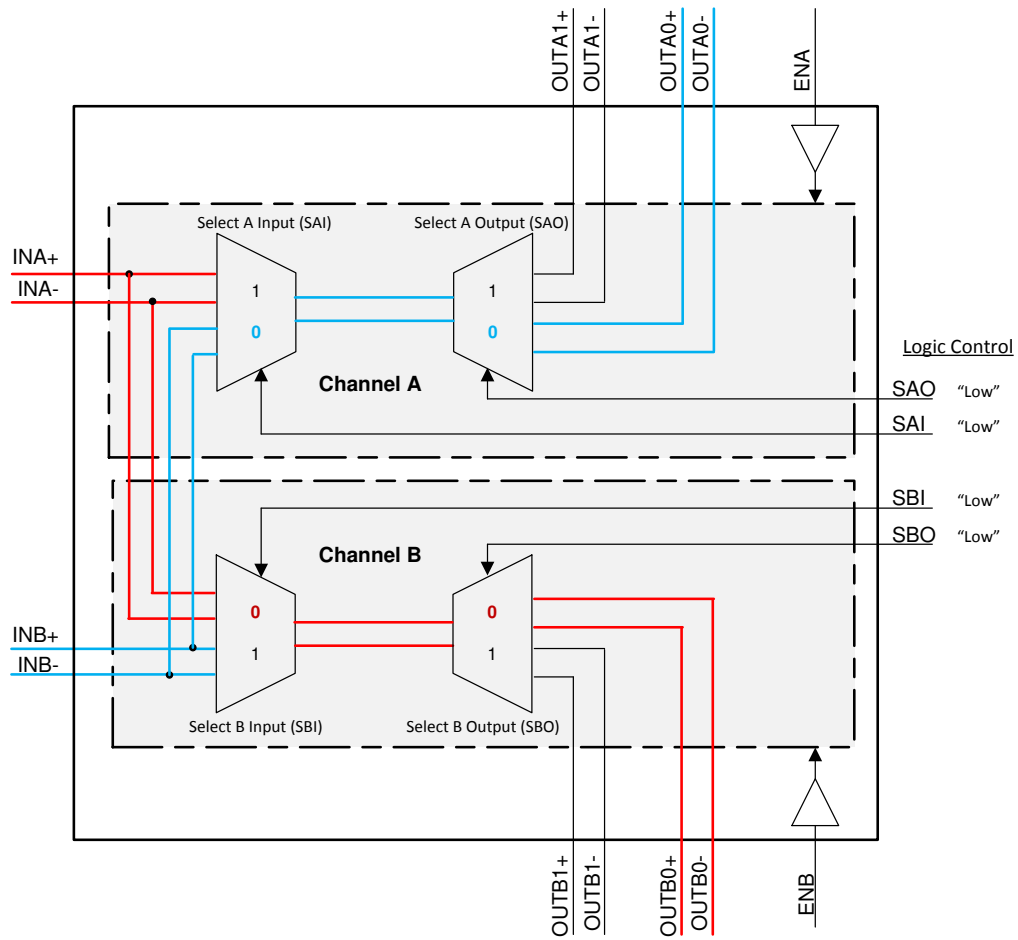 OUTA1+
OUTA1-
OUTA0+
OUTA0-
ENA
Select A Input (SAI)
Select A Output (SAO)
INA+
INA-
1
0
1
0
Channel A
Logic Control
SAO "Low"
SAI "Low"
SBI "Low"
SBO "Low"
Channel B
0
1
0
1
INB+
INB-
Select B Input (SBI)
Select B Output (SBO)
OUTB1+
OUTB1-
OUTB0+
OUTB0-
ENB